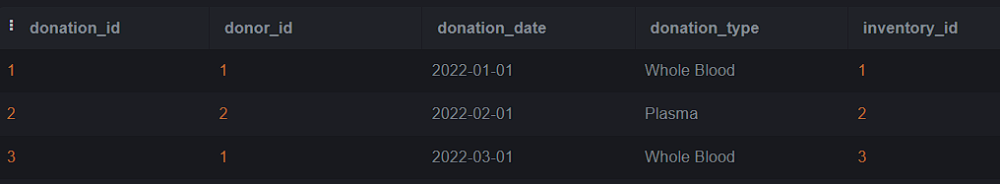 donation_id donor_id donation_date donation_type inventory_id
1 1 2022-01-01 Whole Blood 1
2 2 2022-02-01 Plasma 2
3 1 2022-03-01 Whole Blood 3